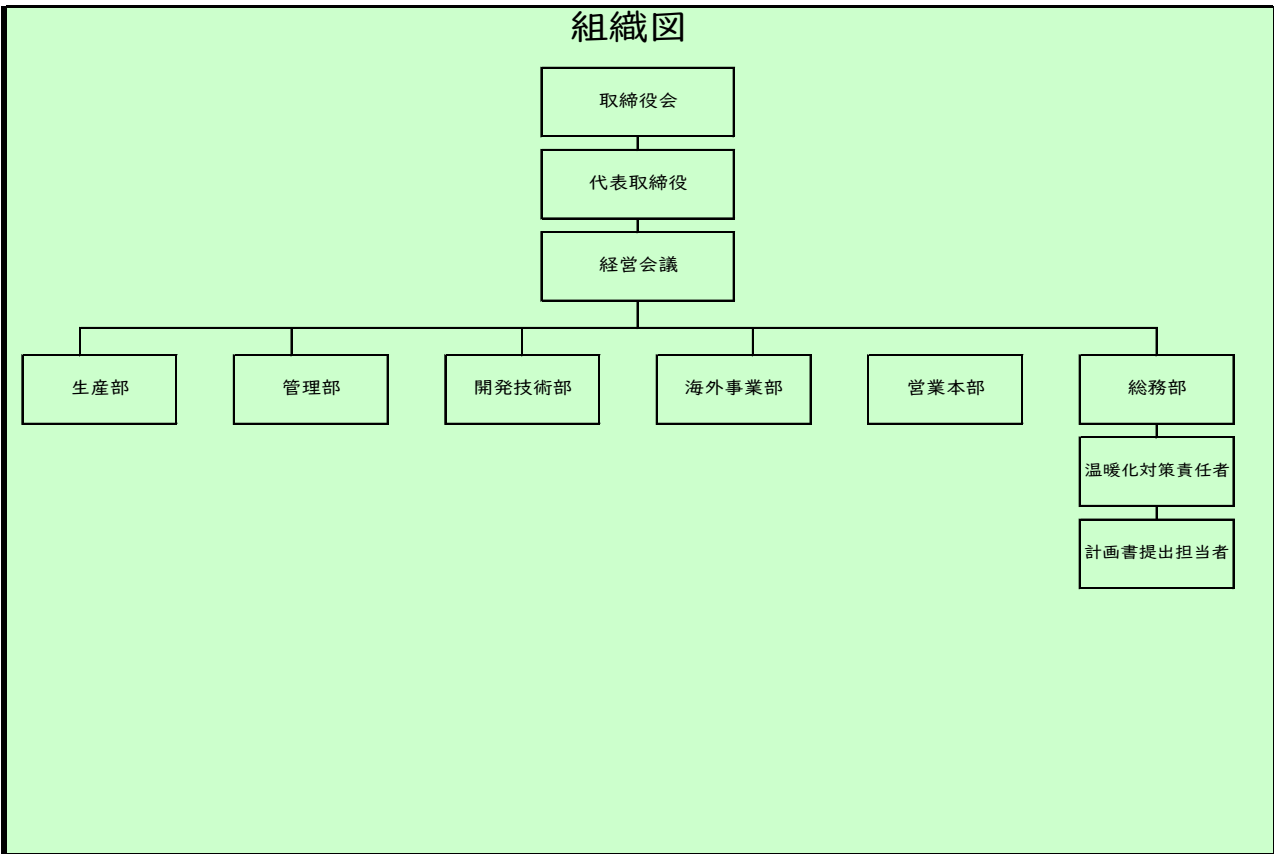 組織図
取締役会
代表取締役
経営会議
生産部
管理部
開発技術部
海外事業部
営業本部
総務部
温暖化対策責任者
計画書提出担当者